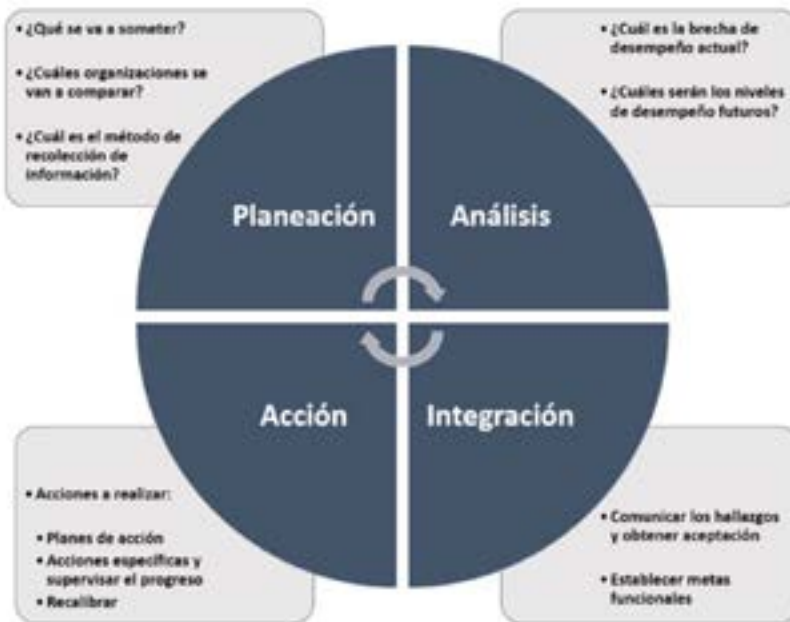 • ¿Qué se va a someter?
• ¿Cuáles organizaciones se
van a comparar?
• ¿Cuál es el método de
recolección de
información?
• ¿Cuál es la brecha de
desempeño actual?
• ¿Cuáles serán los niveles
de desempeño futuros?
Planeación
Análisis
Acción
Integración
• Acciones a realizar:
• Planes de acción
• Acciones específicas y
supervisar el progreso
• Recalibrar
• Comunicar los hallazgos
y obtener aceptación
• Establecer metas
funcionales